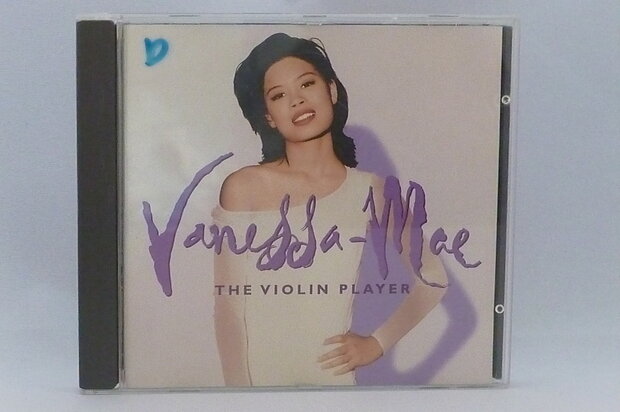 D
Vanessa-Mae
THE VIOLIN PLAYER